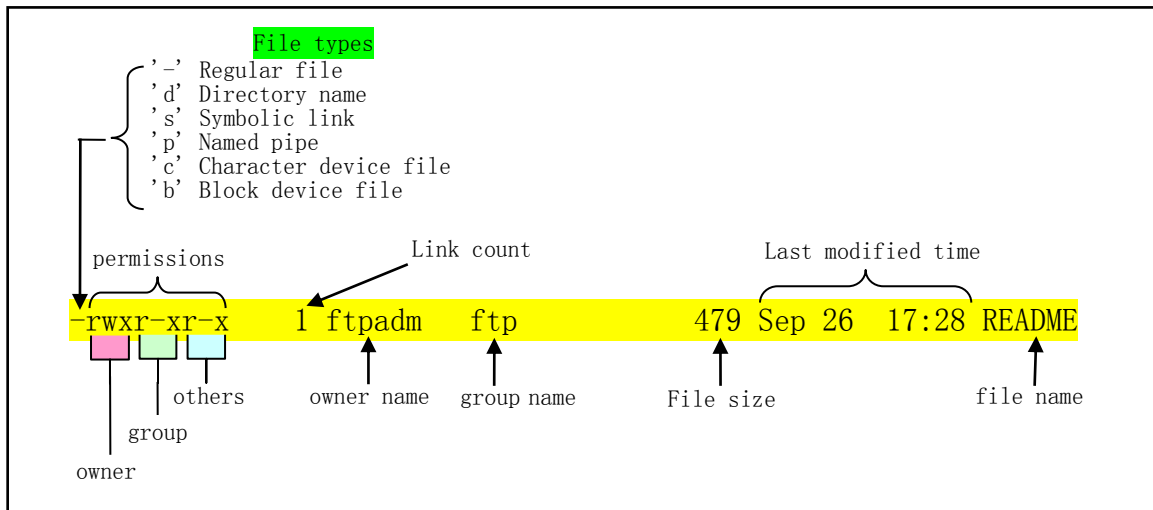 File types
'-' Regular file
'd' Directory name
's' Symbolic link
'p' Named pipe
'c' Character device file
'b' Block device file
permissions
Link count
Last modified time
-rwxr-xr-x 1 ftpadm ftp 479 Sep 26 17:28 README
others
owner name
group name
File size
file name
group
owner